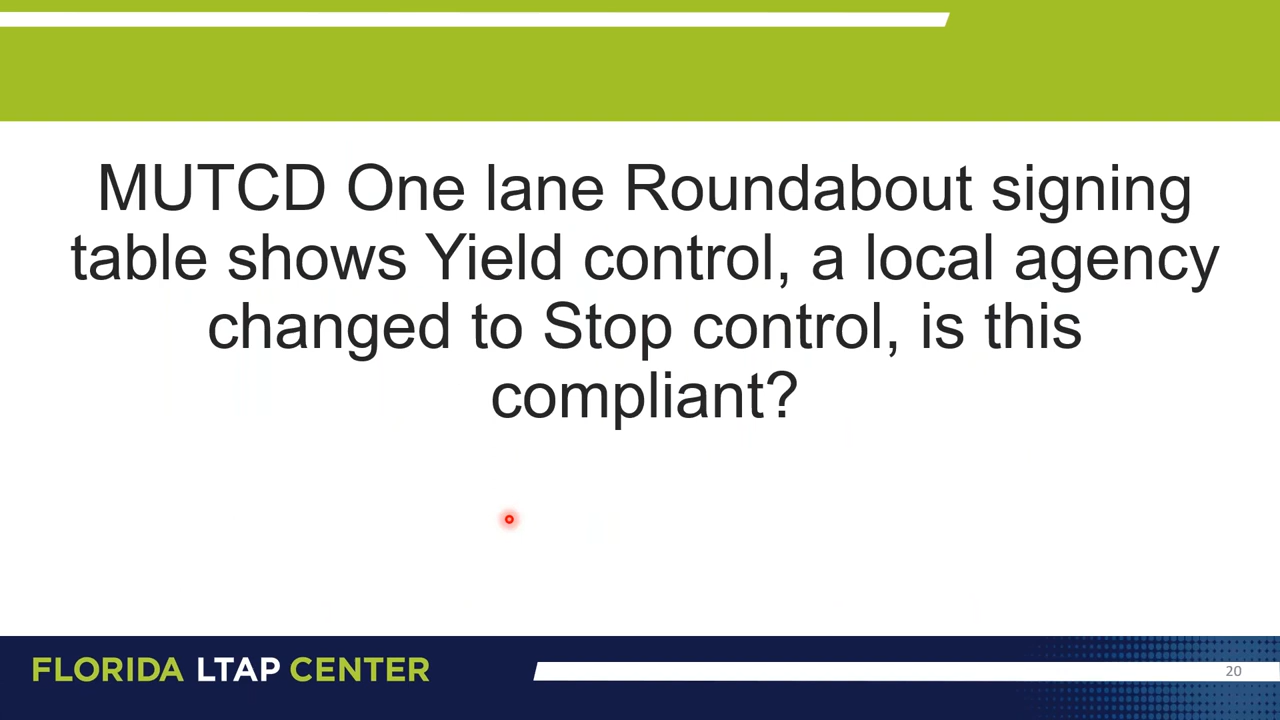 MUTCD One lane Roundabout signing
table shows Yield control, a local agency
changed to Stop control, is this
compliant?
FLORIDA LTAP CENTER
20